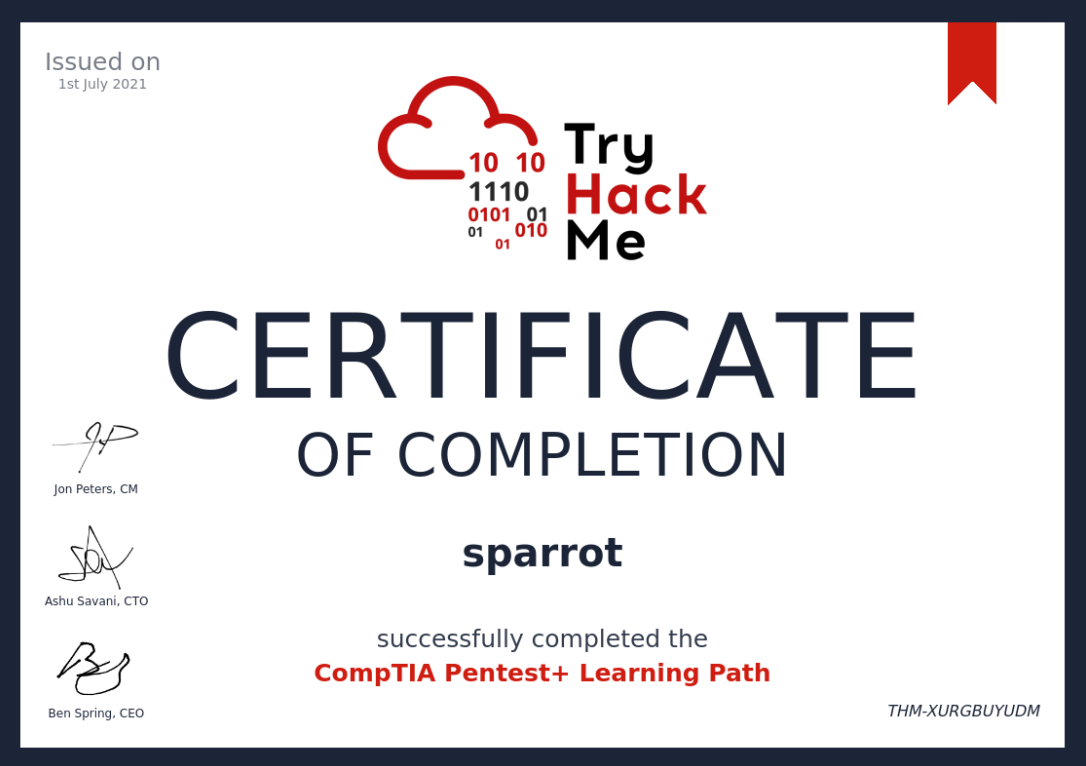 Issued on
1st July 2021
10 10
1110
0101 01
01 010
01
Try
Hack
Me
CERTIFICATE
OF COMPLETION
Jon Peters, CM
sparrot
Ashu Savani, CTO
successfully completed the
CompTIA Pentest+ Learning Path
Ben Spring, CEO
THM-XURGBUYUDM